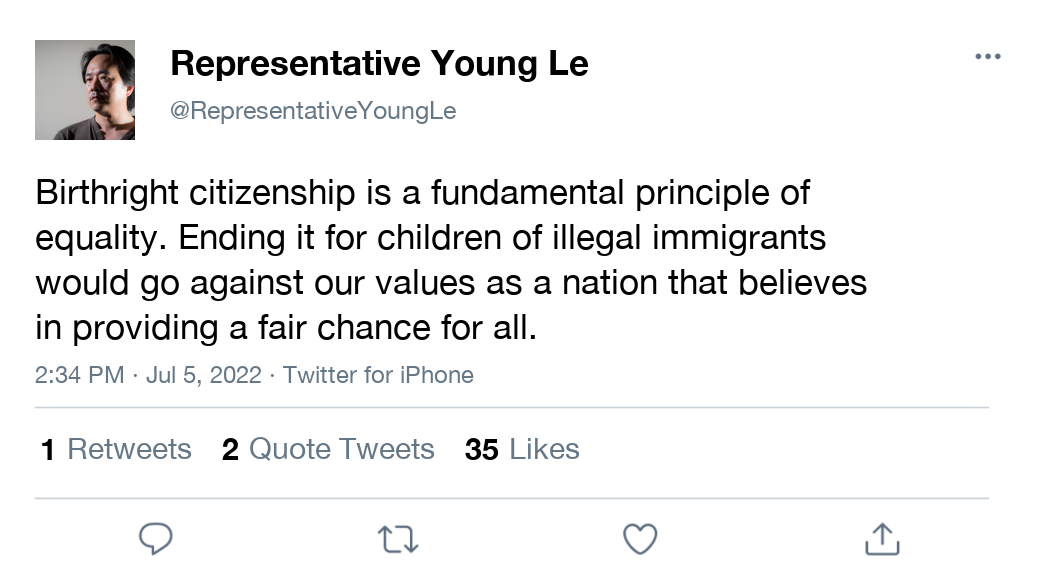 Representative Young Le
@RepresentativeYoungLe
Birthright citizenship is a fundamental principle of
equality. Ending it for children of illegal immigrants
would go against our values as a nation that believes
in providing a fair chance for all.
2:34 PM · Jul 5, 2022 · Twitter for iPhone
1 Retweets 2 Quote Tweets 35 Likes